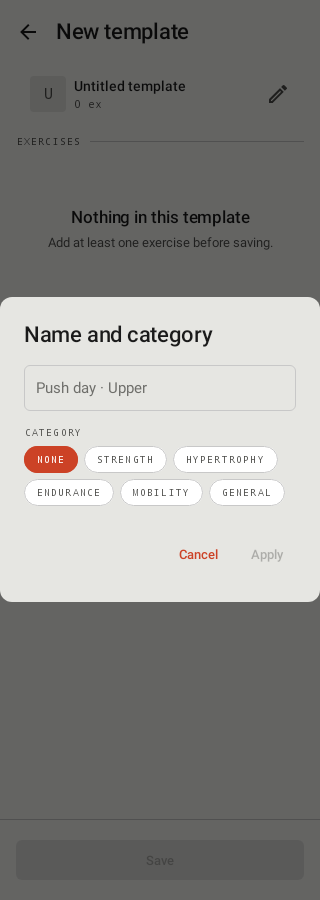 New template
U
Untitled template
0 ex
EXERCISES
Nothing in this template
Add at least one exercise before saving.
Name and category
Push day · Upper
CATEGORY
NONE STRENGTH HYPERTROPHY
ENDURANCE MOBILITY GENERAL
Cancel Apply
Save